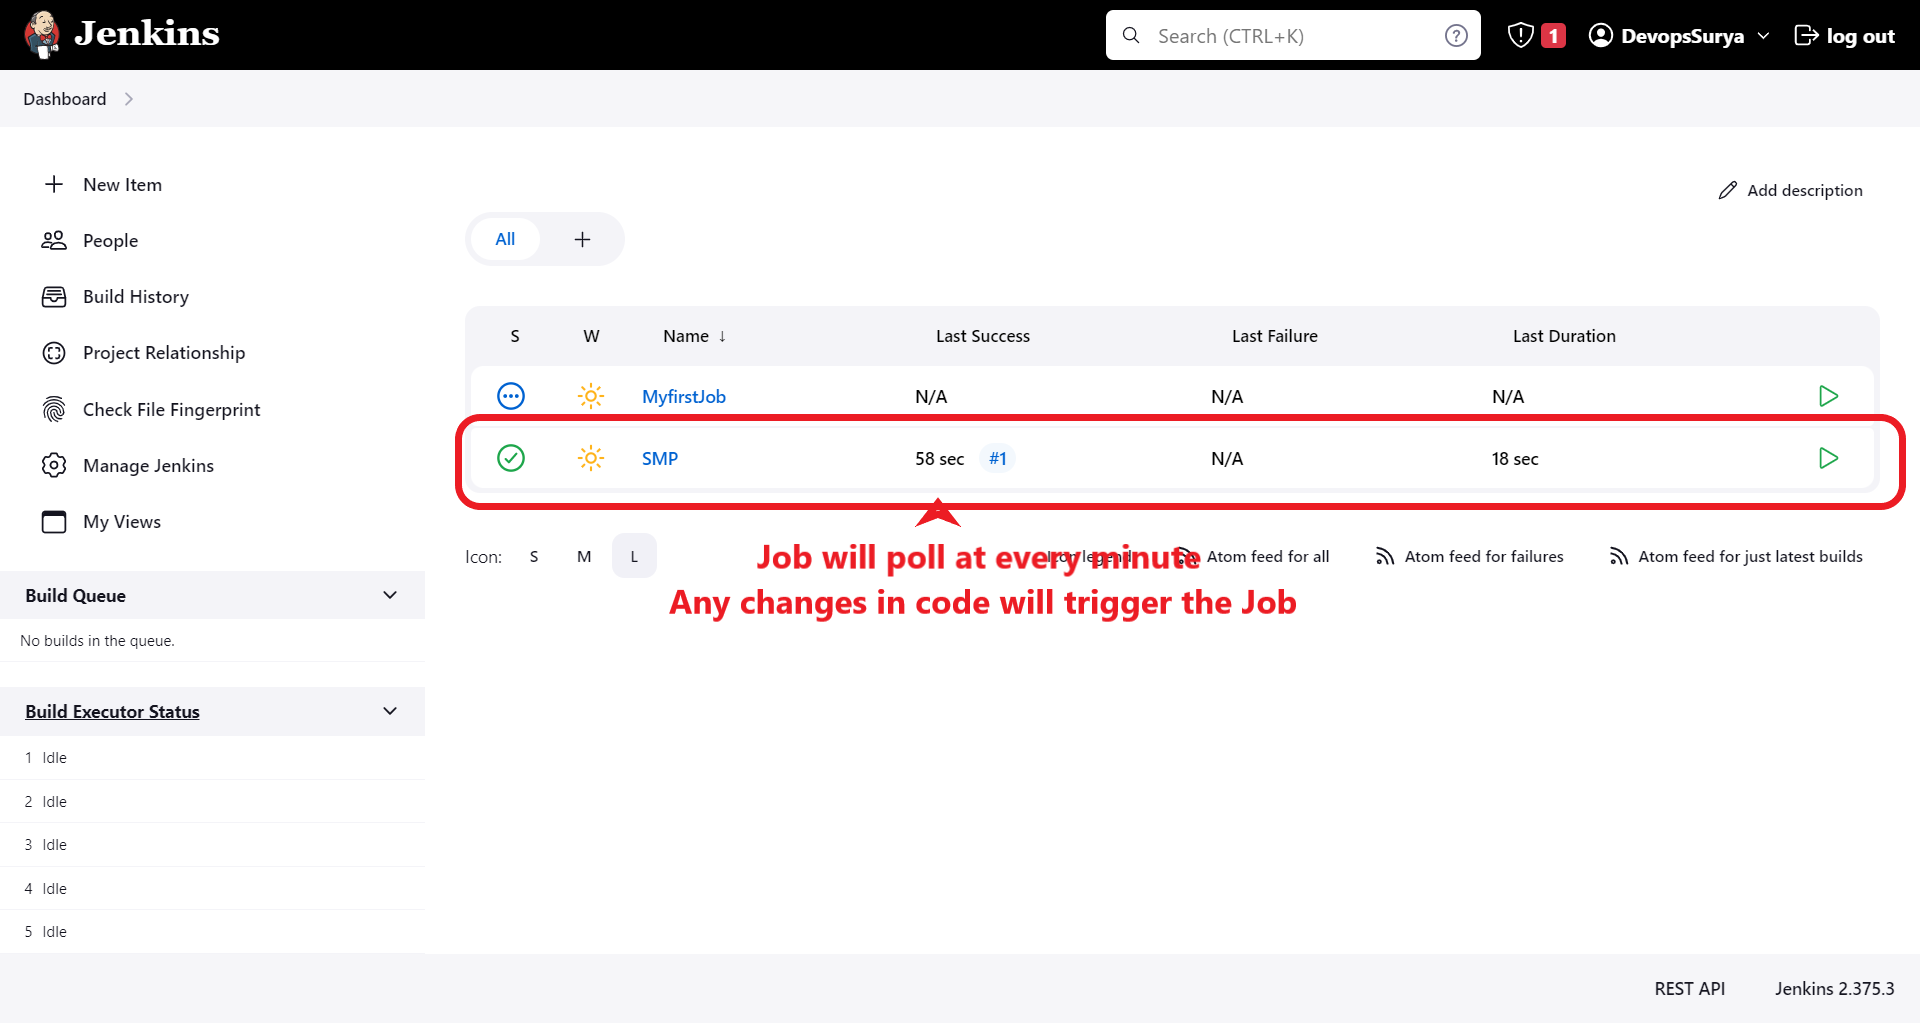 Jenkins
Search (CTRL+K)
1
DevopsSurya
log out
Dashboard
New Item
People
Build History
Project Relationship
Check File Fingerprint
Manage Jenkins
My Views
Build Queue
No builds in the queue.
Build Executor Status
1 Idle
2 Idle
3 Idle
4 Idle
5 Idle
Add description
All +
S W Name ↓ Last Success Last Failure Last Duration
MyfirstJob N/A N/A N/A
SMP 58 sec #1 N/A 18 sec
Icon: S M L
Icon legend
Atom feed for all
Atom feed for failures
Atom feed for just latest builds
Job will poll at every minute
Any changes in code will trigger the Job
REST API
Jenkins 2.375.3